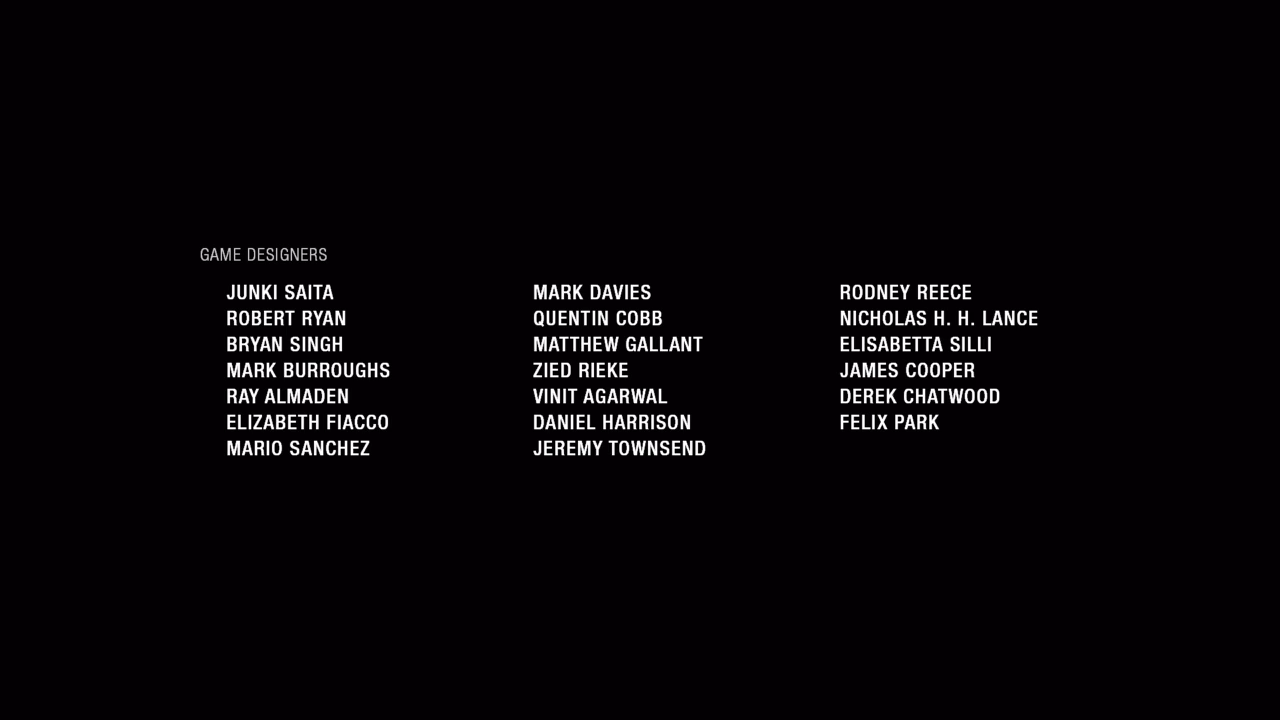 GAME DESIGNERS
JUNKI SAITA
ROBERT RYAN
BRYAN SINGH
MARK BURROUGHS
RAY ALMADEN
ELIZABETH FIACCO
MARIO SANCHEZ
MARK DAVIES
QUENTIN COBB
MATTHEW GALLANT
ZIED RIEKE
VINIT AGARWAL
DANIEL HARRISON
JEREMY TOWNSEND
RODNEY REECE
NICHOLAS H. H. LANCE
ELISABETTA SILLI
JAMES COOPER
DEREK CHATWOOD
FELIX PARK